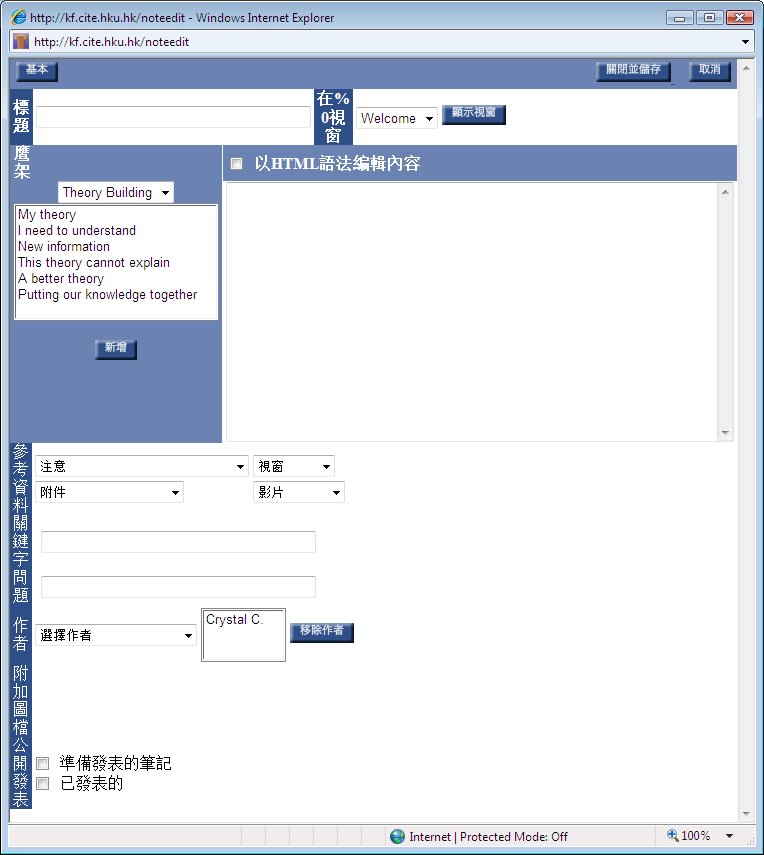 http://kf.cite.hku.hk/noteedit - Windows Internet Explorer
http://kf.cite.hku.hk/noteedit
基本
關閉並儲存
取消
標題
在%0視窗
Welcome
顯示視窗
鷹架
以HTML語法編輯內容
Theory Building
My theory
I need to understand
New information
This theory cannot explain
A better theory
Putting our knowledge together
新增
參考資料
注意
視窗
附件
影片
關鍵字
問題
作者
選擇作者
Crystal C.
移除作者
附加圖檔
公開發表
準備發表的筆記
已發表的
Internet | Protected Mode: Off
100%